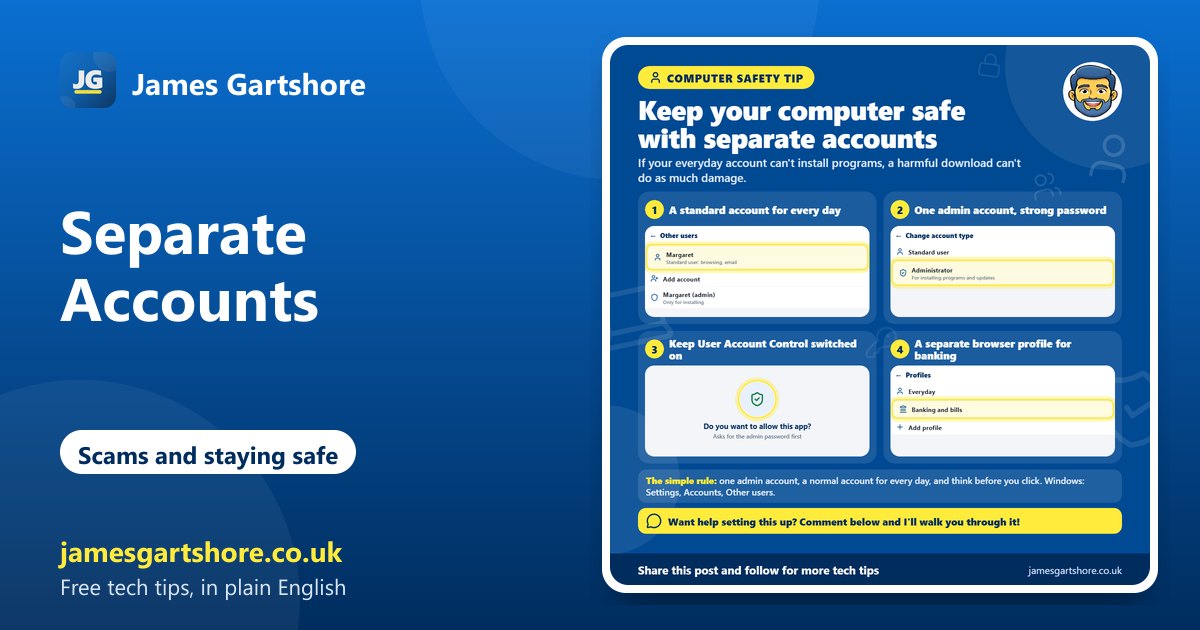 JG
James Gartshore
Separate
Accounts
Scams and staying safe
jamesgartshore.co.uk
Free tech tips, in plain English
COMPUTER SAFETY TIP
Keep your computer safe
with separate accounts
If your everyday account can't install programs, a harmful download can't
do as much damage.
1 A standard account for every day
← Other users
Margaret
Standard user: browsing, email
Add account
Margaret (admin)
Only for installing
2 One admin account, strong password
← Change account type
Standard user
Administrator
For installing programs and updates
3 Keep User Account Control switched
on
Do you want to allow this app?
Asks for the admin password first
4 A separate browser profile for
banking
← Profiles
Everyday
Banking and bills
+ Add profile
The simple rule: one admin account, a normal account for every day, and think before you click. Windows:
Settings, Accounts, Other users.
Want help setting this up? Comment below and I'll walk you through it!
Share this post and follow for more tech tips
jamesgartshore.co.uk